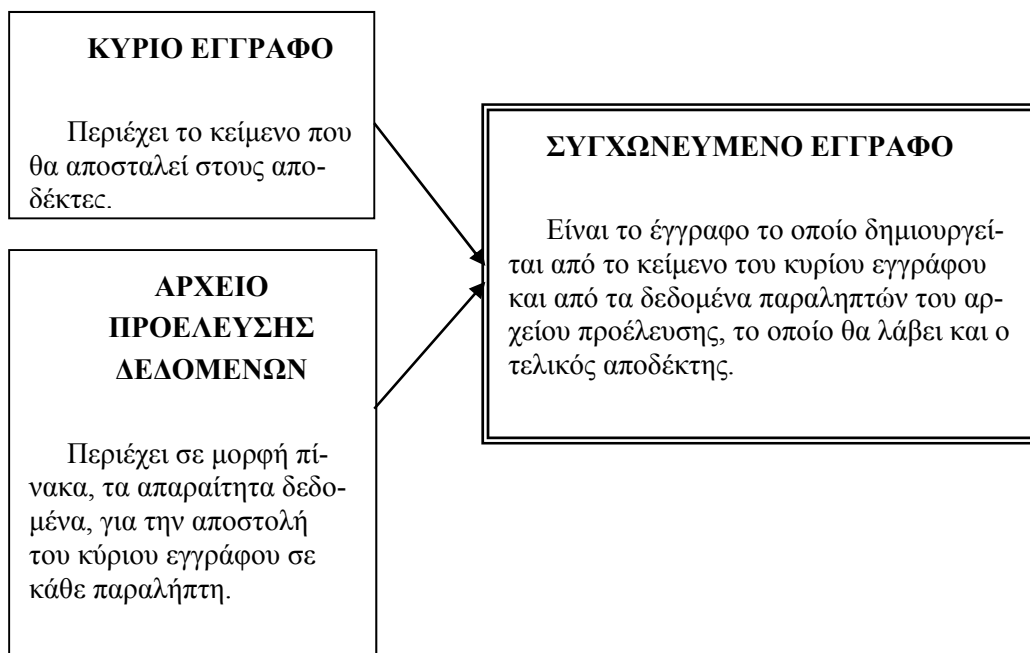 ΚΥΡΙΟ ΕΓΓΡΑΦΟ
Περιέχει το κείμενο που
θα αποσταλεί στους απο-
δέκτες.
ΑΡΧΕΙΟ
ΠΡΟΕΛΕΥΣΗΣ
ΔΕΔΟΜΕΝΩΝ
Περιέχει σε μορφή πί-
νακα, τα απαραίτητα δεδο-
μένα, για την αποστολή
του κύριου εγγράφου σε
κάθε παραλήπτη.
ΣΥΓΧΩΝΕΥΜΕΝΟ ΕΓΓΡΑΦΟ
Είναι το έγγραφο το οποίο δημιουργεί-
ται από το κείμενο του κυρίου εγγράφου
και από τα δεδομένα παραληπτών του αρ-
χείου προέλευσης, το οποίο θα λάβει και ο
τελικός αποδέκτης.